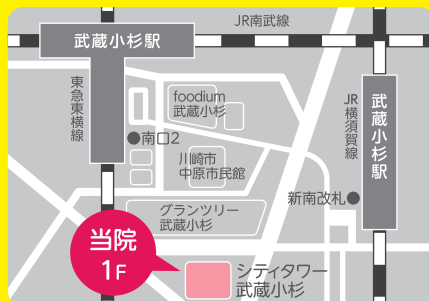 JR南武線
武蔵小杉駅
東急東横線
foodium
武蔵小杉
南口2
川崎市
中原市民館
JR横須賀線
武蔵小杉駅
新南改札
グランツリー
武蔵小杉
当院
1F
シティタワー
武蔵小杉